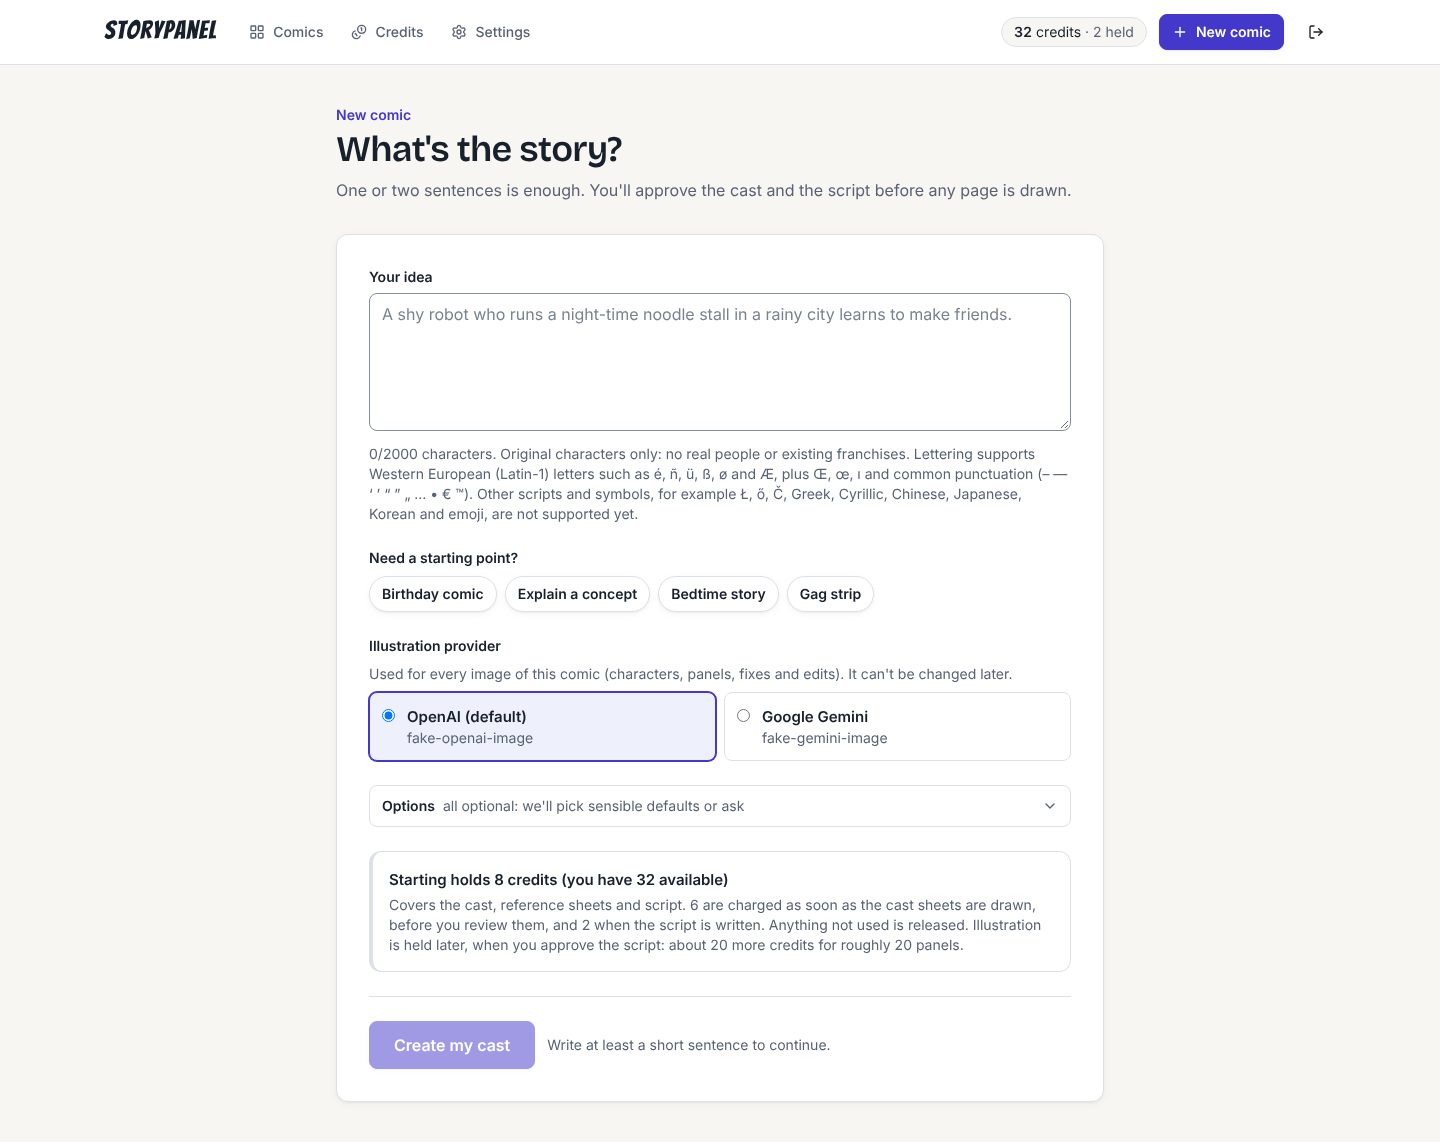 STORYPANEL
Comics
Credits
Settings
32 credits · 2 held
New comic
New comic
What's the story?
One or two sentences is enough. You'll approve the cast and the script before any page is drawn.
Your idea
A shy robot who runs a night-time noodle stall in a rainy city learns to make friends.
0/2000 characters. Original characters only: no real people or existing franchises. Lettering supports
Western European (Latin-1) letters such as é, ñ, ü, ß, ø and Æ, plus Œ, œ, ı and common punctuation (– —
‘ ’ “ ” „ … • € ™). Other scripts and symbols, for example Ł, ő, Č, Greek, Cyrillic, Chinese, Japanese,
Korean and emoji, are not supported yet.
Need a starting point?
Birthday comic
Explain a concept
Bedtime story
Gag strip
Illustration provider
Used for every image of this comic (characters, panels, fixes and edits). It can't be changed later.
OpenAI (default)
fake-openai-image
Google Gemini
fake-gemini-image
Options all optional: we'll pick sensible defaults or ask
Starting holds 8 credits (you have 32 available)
Covers the cast, reference sheets and script. 6 are charged as soon as the cast sheets are drawn,
before you review them, and 2 when the script is written. Anything not used is released. Illustration
is held later, when you approve the script: about 20 more credits for roughly 20 panels.
Create my cast
Write at least a short sentence to continue.